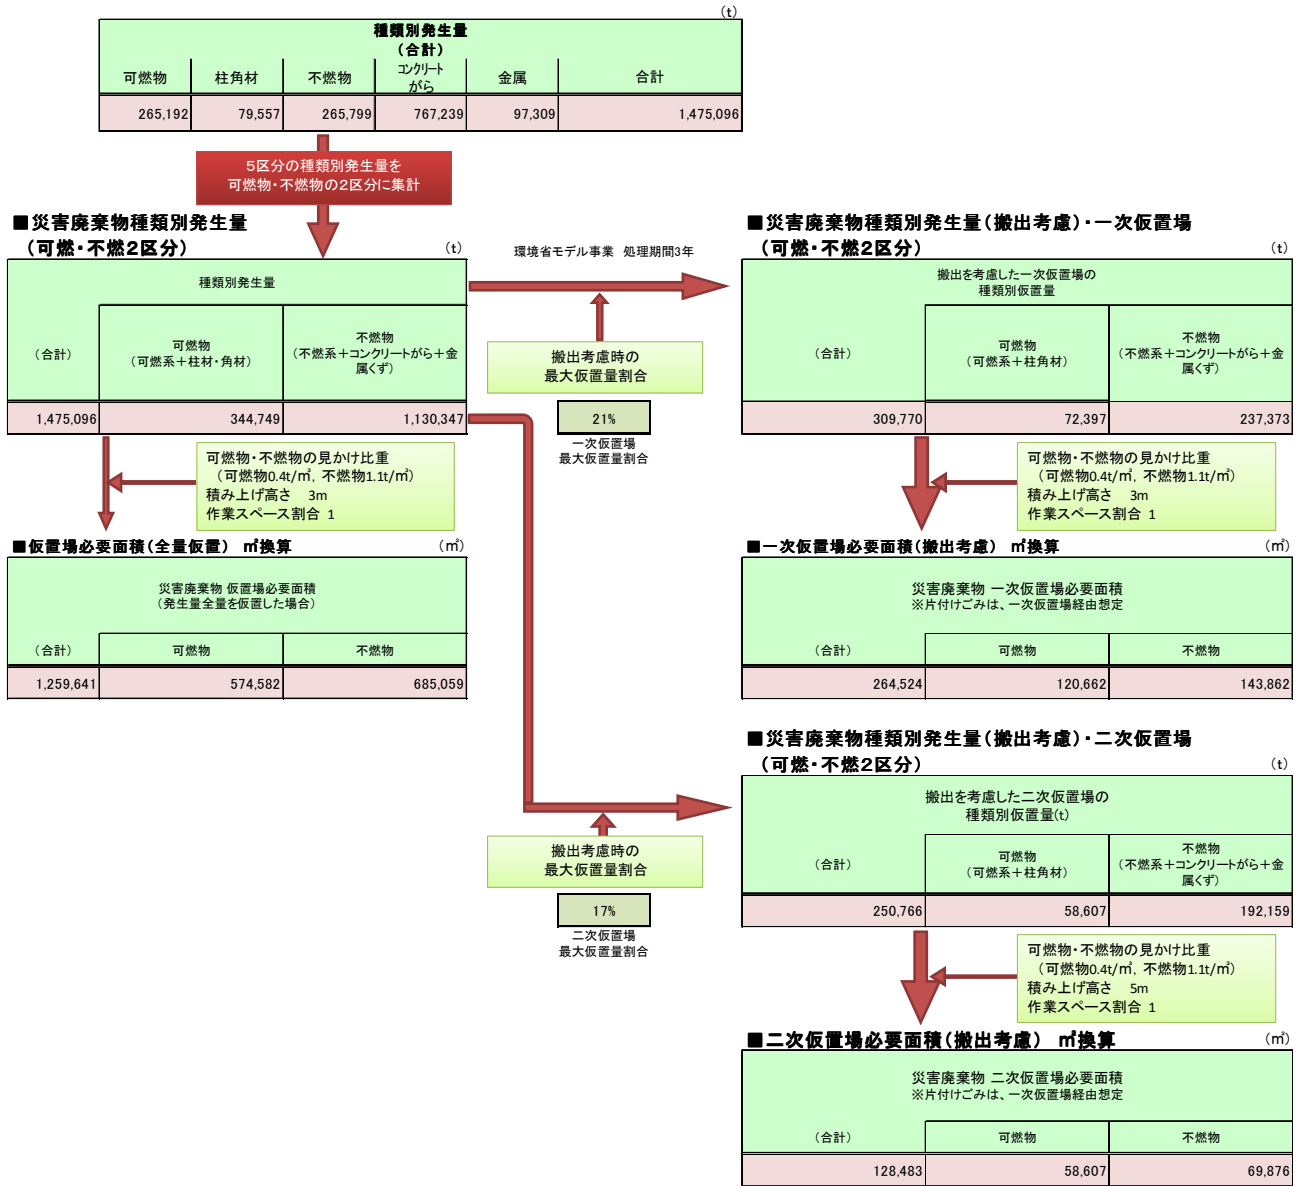 (t)
種類別発生量
(合計)
可燃物 柱角材 不燃物 コンクリート 金属 合計
がら
265,192 79,557 265,799 767,239 97,309 1,475,096
5区分の種類別発生量を
可燃物・不燃物の2区分に集計
■災害廃棄物種類別発生量
(可燃・不燃2区分) (t)
種類別発生量
(合計)
可燃物
(可燃系+柱材・角材)
不燃物
(不燃系+コンクリートがら+金
属くず)
1,475,096 344,749 1,130,347
環境省モデル事業 処理期間3年
搬出考慮時の
最大仮置量割合
21%
一次仮置場
最大仮置量割合
■災害廃棄物種類別発生量(搬出考慮)・一次仮置場
(可燃・不燃2区分) (t)
搬出を考慮した一次仮置場の
種類別仮置量
(合計)
可燃物
(可燃系+柱角材)
不燃物
(不燃系+コンクリートがら+金
属くず)
309,770 72,397 237,373
可燃物・不燃物の見かけ比重
(可燃物0.4t/㎥, 不燃物1.1t/㎥)
積み上げ高さ 3m
作業スペース割合 1
■仮置場必要面積(全量仮置) ㎡換算 (㎡)
災害廃棄物 仮置場必要面積
(発生量全量を仮置した場合)
(合計) 可燃物 不燃物
1,259,641 574,582 685,059
可燃物・不燃物の見かけ比重
(可燃物0.4t/㎥, 不燃物1.1t/㎥)
積み上げ高さ 3m
作業スペース割合 1
■一次仮置場必要面積(搬出考慮) ㎡換算 (㎡)
災害廃棄物 一次仮置場必要面積
※片付けごみは、一次仮置場経由想定
(合計) 可燃物 不燃物
264,524 120,662 143,862
■災害廃棄物種類別発生量(搬出考慮)・二次仮置場
(可燃・不燃2区分) (t)
搬出考慮時の
最大仮置量割合
17%
二次仮置場
最大仮置量割合
搬出を考慮した二次仮置場の
種類別仮置量(t)
(合計)
可燃物
(可燃系+柱角材)
不燃物
(不燃系+コンクリートがら+金
属くず)
250,766 58,607 192,159
可燃物・不燃物の見かけ比重
(可燃物0.4t/㎥, 不燃物1.1t/㎥)
積み上げ高さ 5m
作業スペース割合 1
■二次仮置場必要面積(搬出考慮) ㎡換算 (㎡)
災害廃棄物 二次仮置場必要面積
※片付けごみは、一次仮置場経由想定
(合計) 可燃物 不燃物
128,483 58,607 69,876